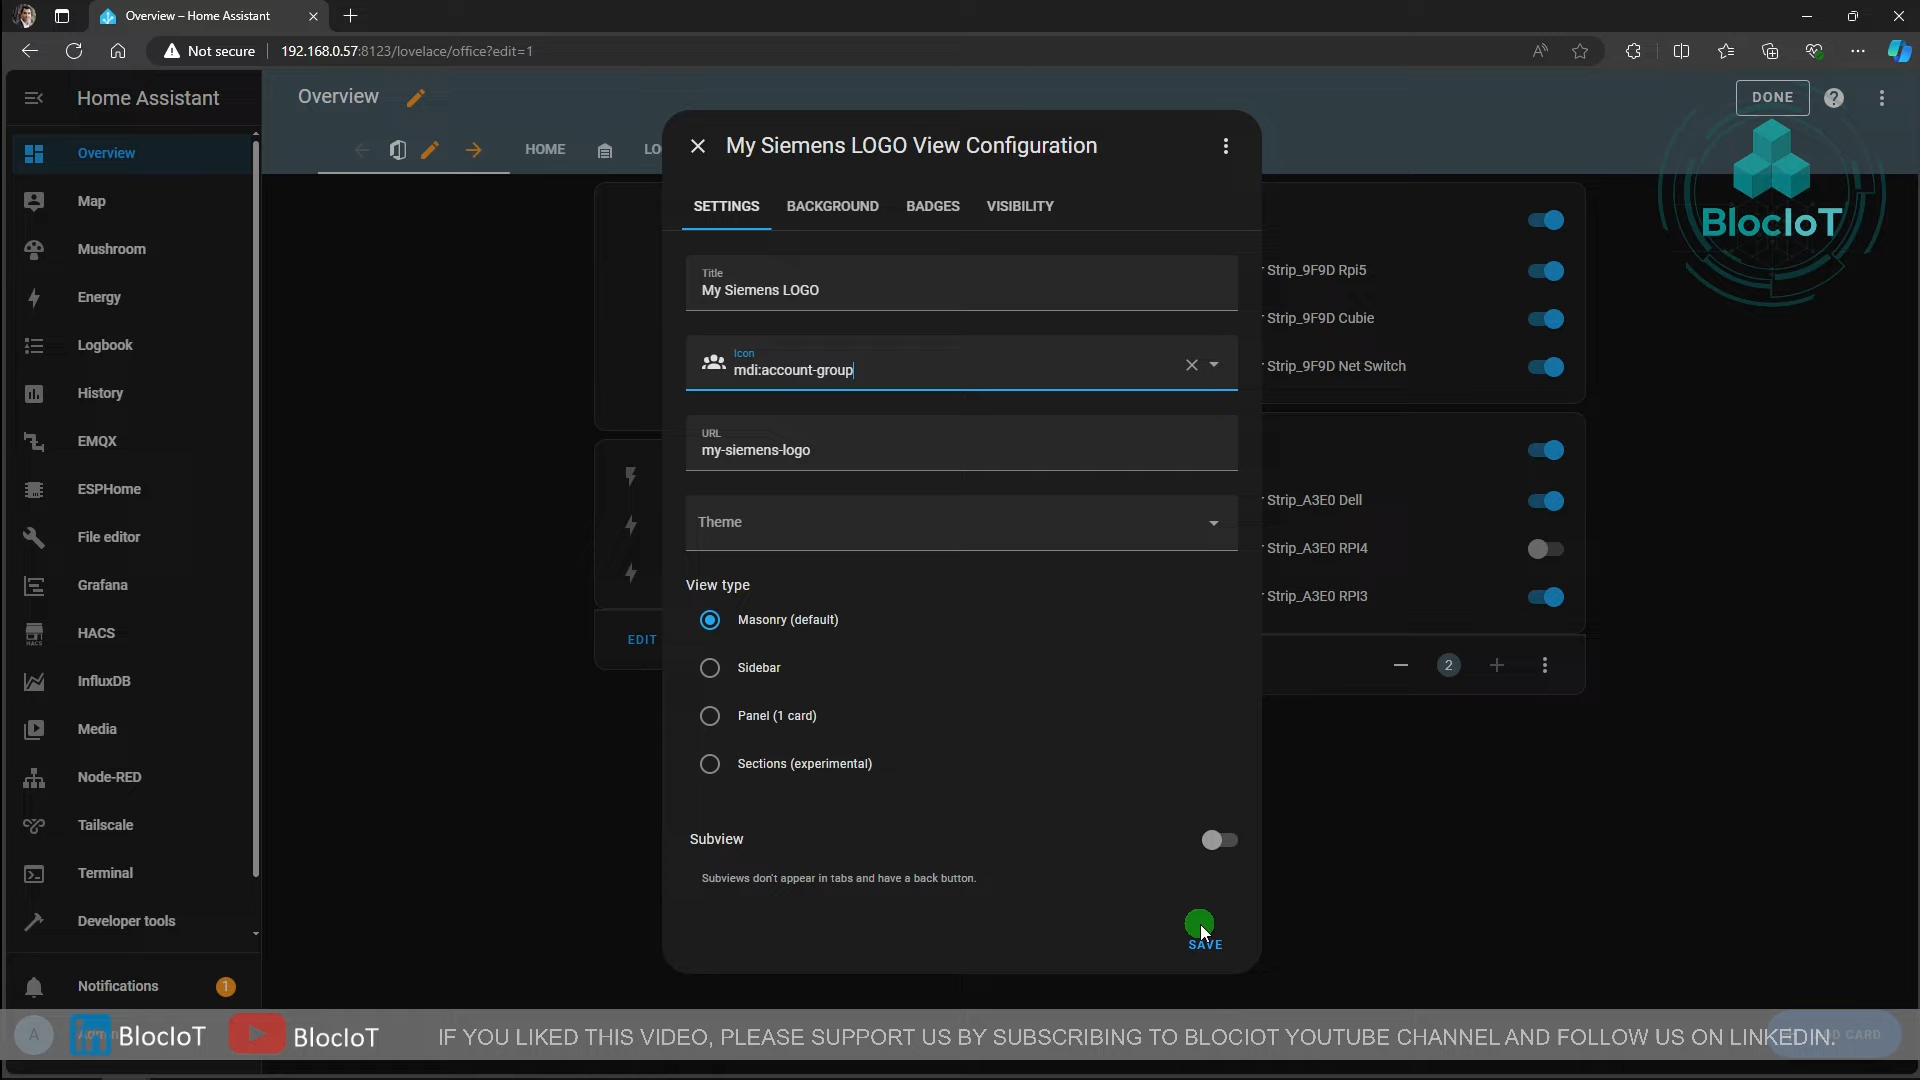 Overview – Home Assistant
Not secure
192.168.0.57:8123/lovelace/office?edit=1
Home Assistant
Overview
Map
Mushroom
Energy
Logbook
History
EMQX
ESPHome
File editor
Grafana
HACS
HACS
InfluxDB
Media
Node-RED
Tailscale
Terminal
Developer tools
Notifications
1
Overview
DONE
HOME
LO
My Siemens LOGO View Configuration
SETTINGS
BACKGROUND
BADGES
VISIBILITY
Title
My Siemens LOGO
Icon
mdi:account-group
URL
my-siemens-logo
Theme
View type
Masonry (default)
Sidebar
Panel (1 card)
Sections (experimental)
Subview
Subviews don't appear in tabs and have a back button.
SAVE
EDIT
Strip_9F9D Rpi5
Strip_9F9D Cubie
Strip_9F9D Net Switch
Strip_A3E0 Dell
Strip_A3E0 RPI4
Strip_A3E0 RPI3
2
BlocIoT
A
in
BlocIoT
BlocIoT
IF YOU LIKED THIS VIDEO, PLEASE SUPPORT US BY SUBSCRIBING TO BLOCIOT YOUTUBE CHANNEL AND FOLLOW US ON LINKEDIN.
CARD